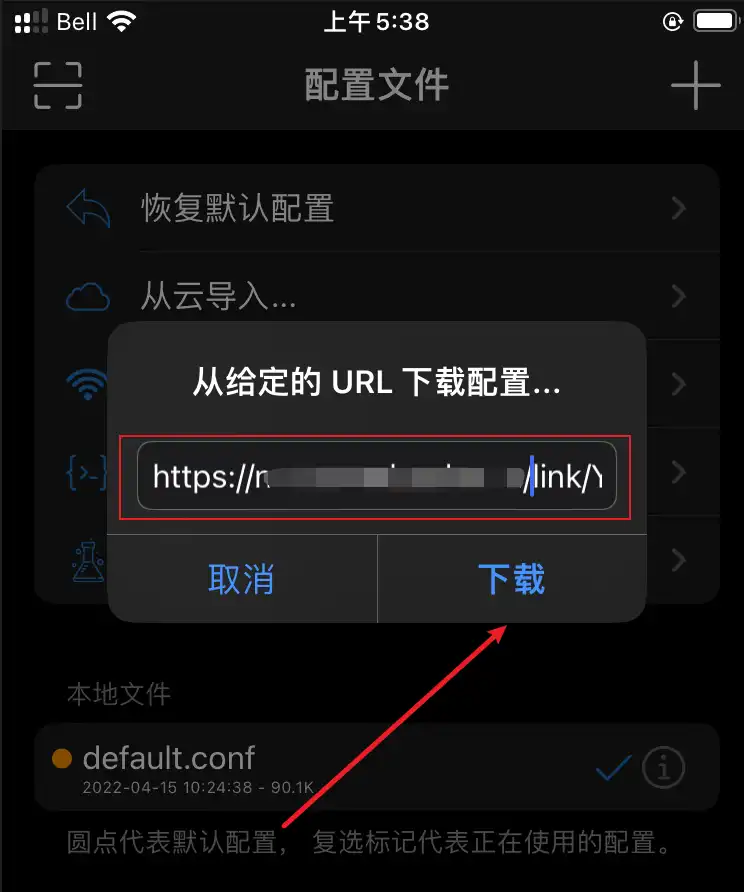 Bell 上午5:38
配置文件
恢复默认配置
从云导入...
从给定的 URL 下载配置...
/link/
取消 下载
本地文件
default.conf
2022-04-15 10:24:38 - 90.1K
圆点代表默认配置， 复选标记代表正在使用的配置。